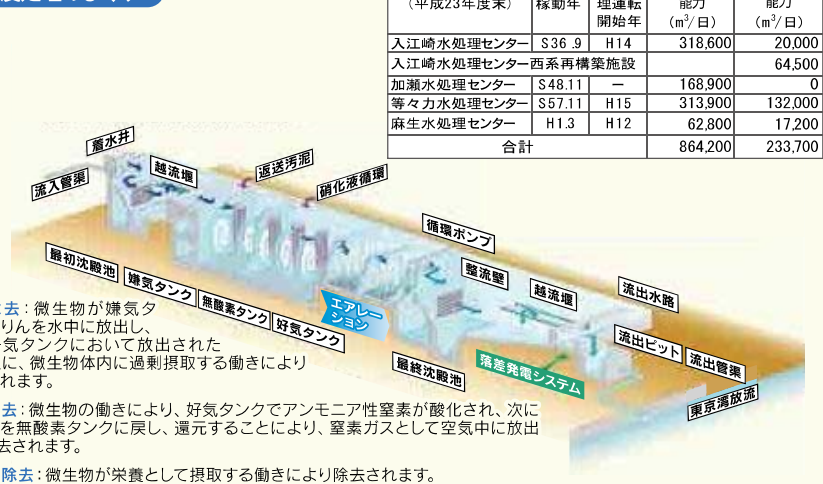 （平成23年度末） 稼動年 理運転 能力 能力
開始年 （m³/日） （m³/日）
入江崎水処理センター S36.9 H14 318,600 20,000
入江崎水処理センター西系再構築施設 64,500
加瀬水処理センター S48.11 － 168,900 0
等々力水処理センター S57.11 H15 313,900 132,000
麻生水処理センター H1.3 H12 62,800 17,200
合計 864,200 233,700
着水井
流入管渠
越流堰
返送汚泥
硝化液循環
循環ポンプ
整流壁
越流堰
流出水路
最初沈殿池
嫌気タンク
無酸素タンク
好気タンク
エアレー
ション
最終沈殿池
落差発電システム
流出ピット
流出管渠
東京湾放流
去：微生物が嫌気タ
りんを水中に放出し、
気タンクにおいて放出された
に、微生物体内に過剰摂取する働きにより
れます。
去：微生物の働きにより、好気タンクでアンモニア性窒素が酸化され、次に
を無酸素タンクに戻し、還元することにより、窒素ガスとして空気中に放出
去されます。
除去：微生物が栄養として摂取する働きにより除去されます。